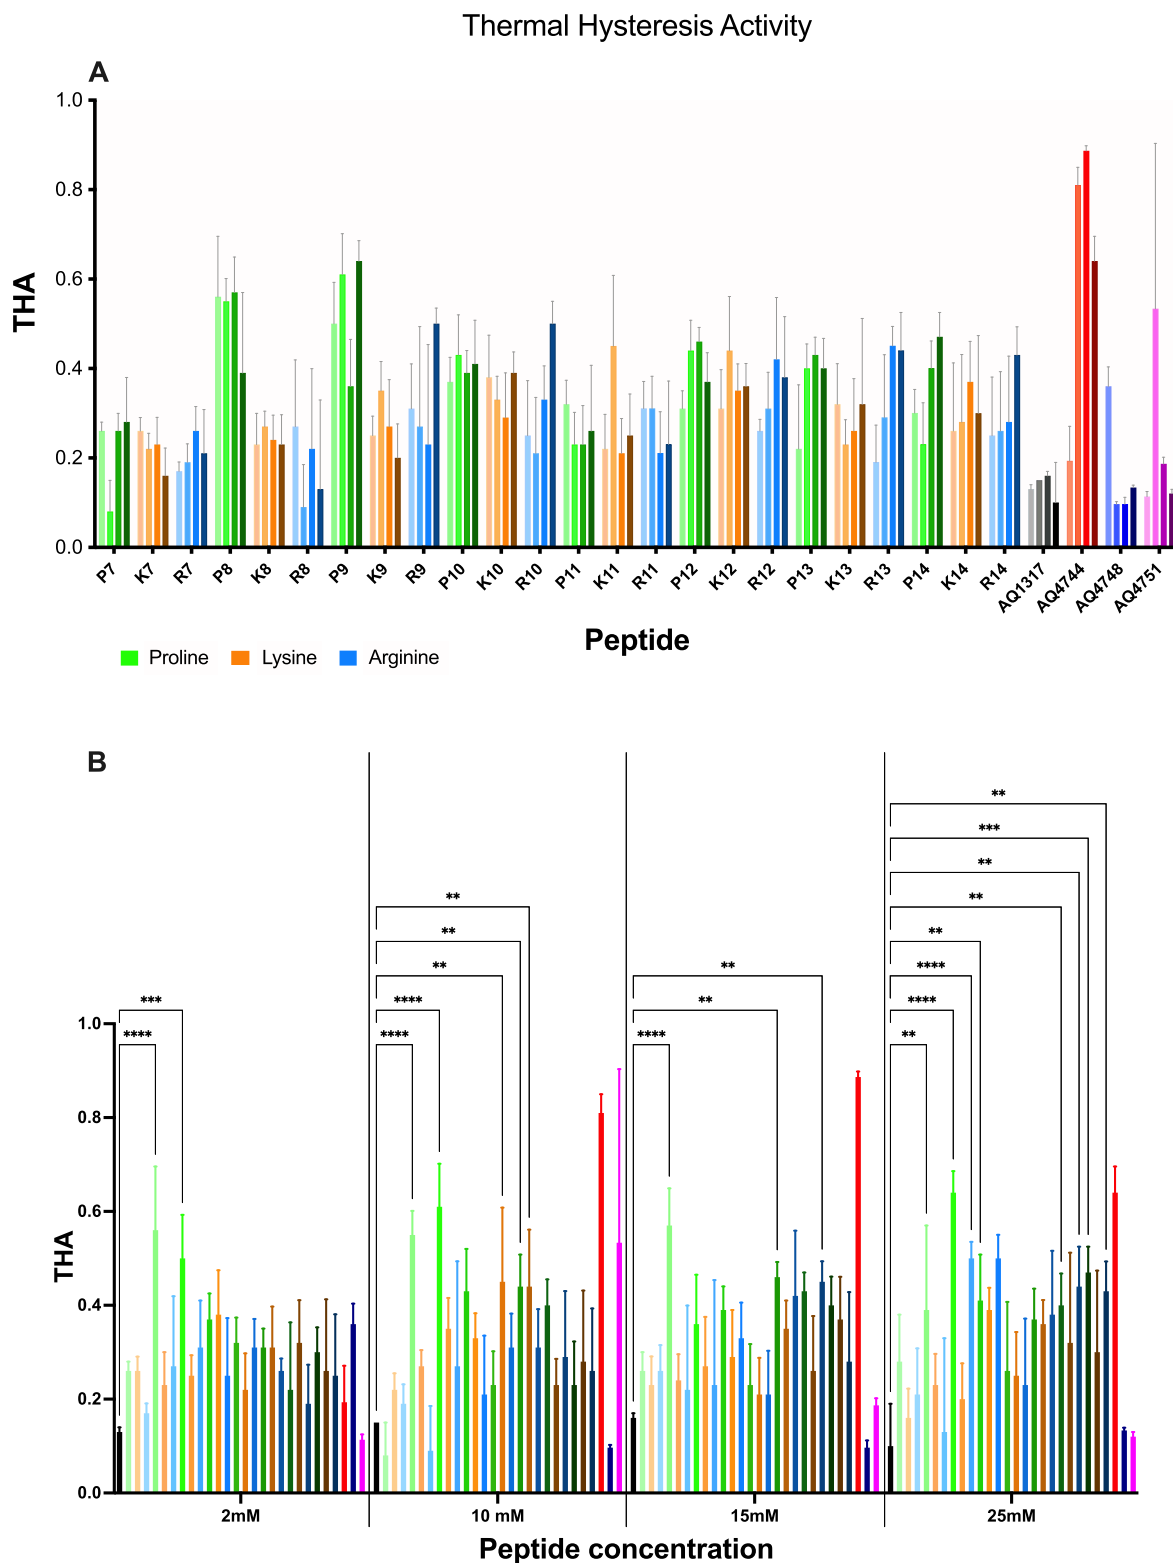 Thermal Hysteresis Activity
A
1.0
0.8
0.6
0.4
0.2
0.0
THA
P7 K7 R7 P8 K8 R8 P9 K9 R9 P10 K10 R10 P11 K11 R11 P12 K12 R12 P13 K13 R13 P14 K14 R14 AQ1317 AQ4744 AQ4748 AQ4751
Peptide
Proline Lysine Arginine
B
**
***
**
** **
** ** **
** ** **** ****
*** **** ** ****
**** **** **** **
1.0
0.8
0.6
0.4
0.2
0.0
THA
2mM 10 mM 15mM 25mM
Peptide concentration